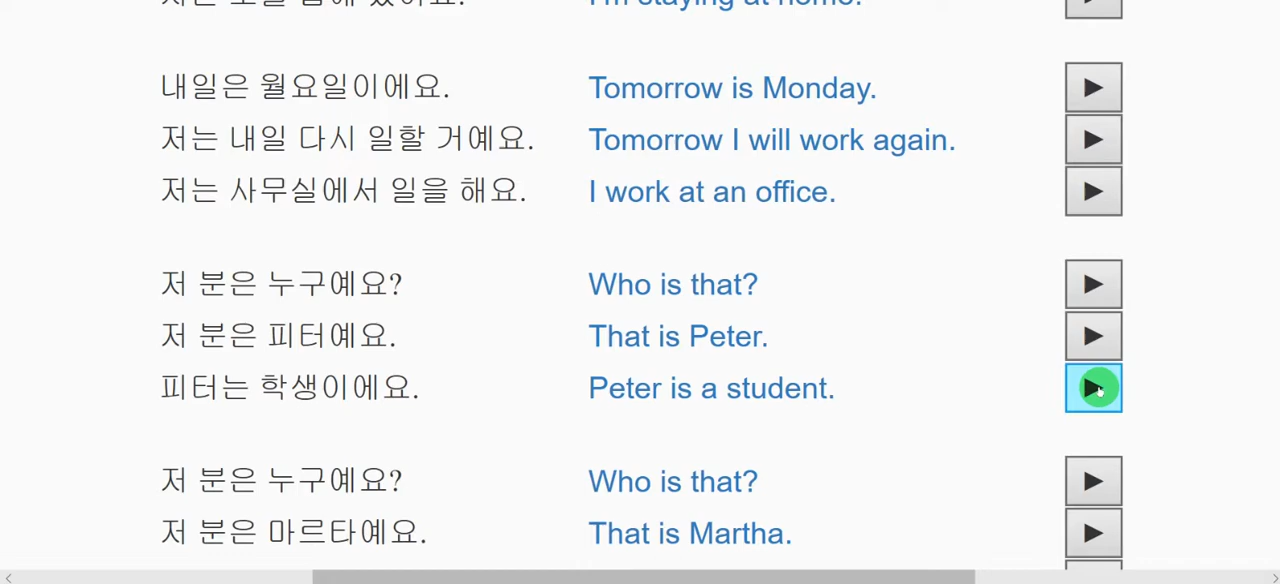 내일은 월요일이에요. Tomorrow is Monday.
저는 내일 다시 일할 거예요. Tomorrow I will work again.
저는 사무실에서 일을 해요. I work at an office.
저 분은 누구예요? Who is that?
저 분은 피터예요. That is Peter.
피터는 학생이에요. Peter is a student.
저 분은 누구예요? Who is that?
저 분은 마르타예요. That is Martha.